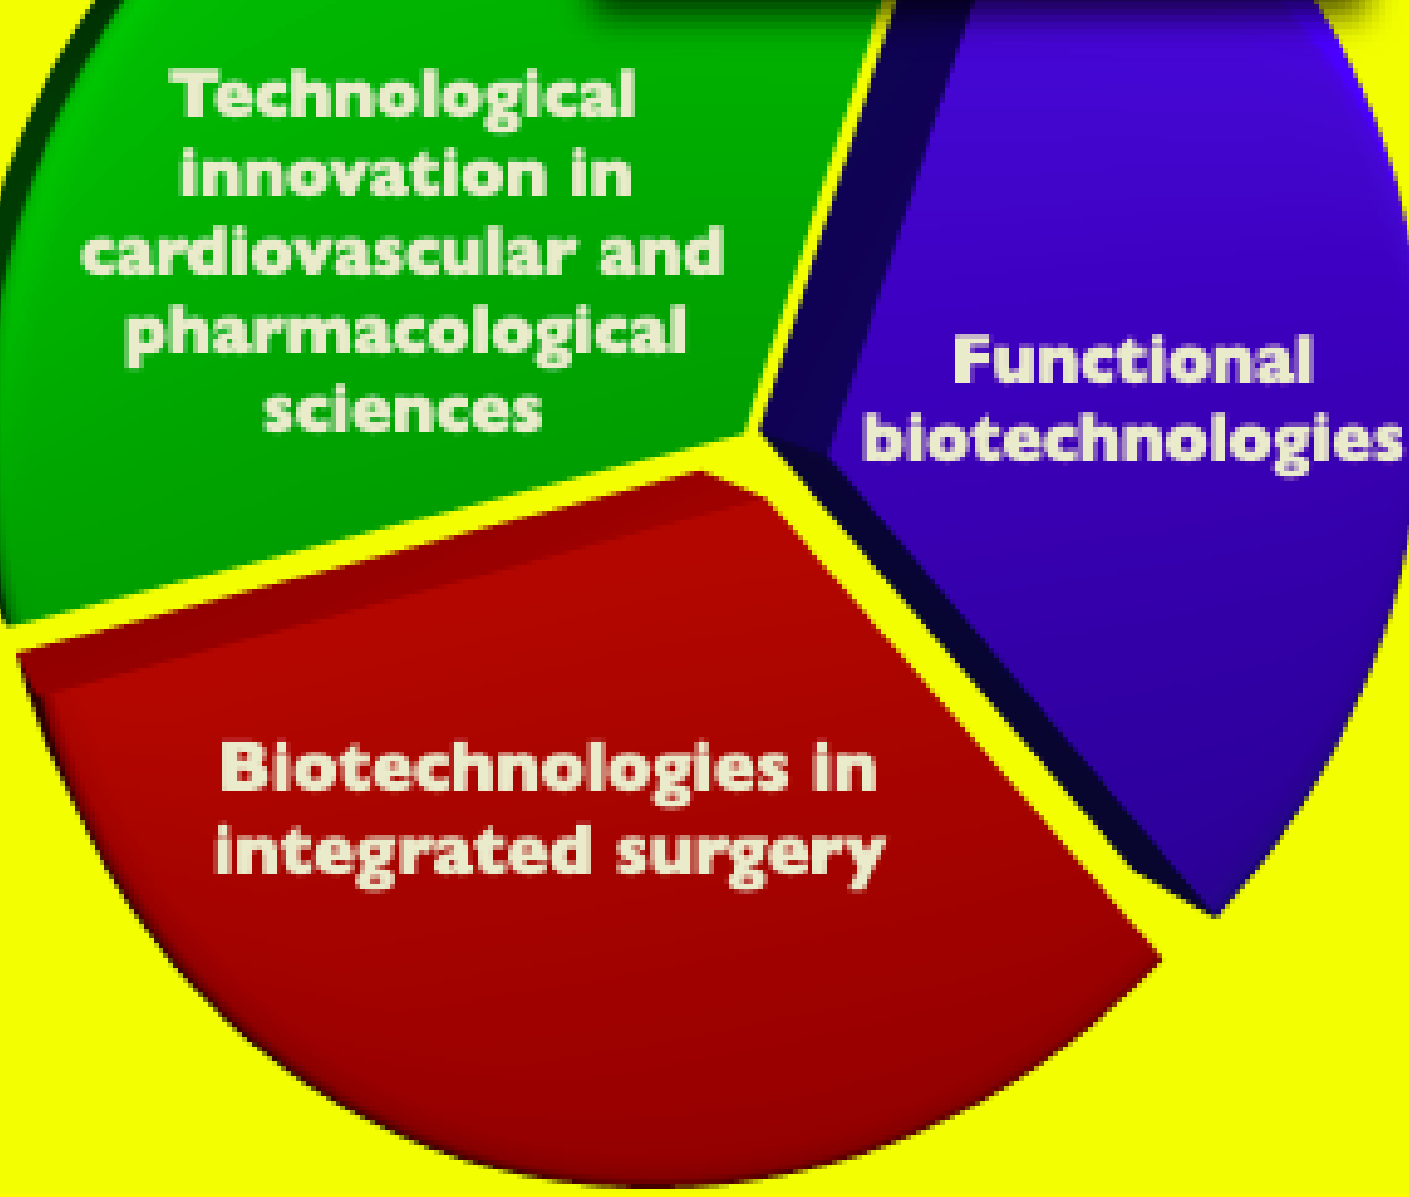 Technological
innovation in
cardiovascular and
pharmacological
sciences
Functional
biotechnologies
Biotechnologies in
integrated surgery